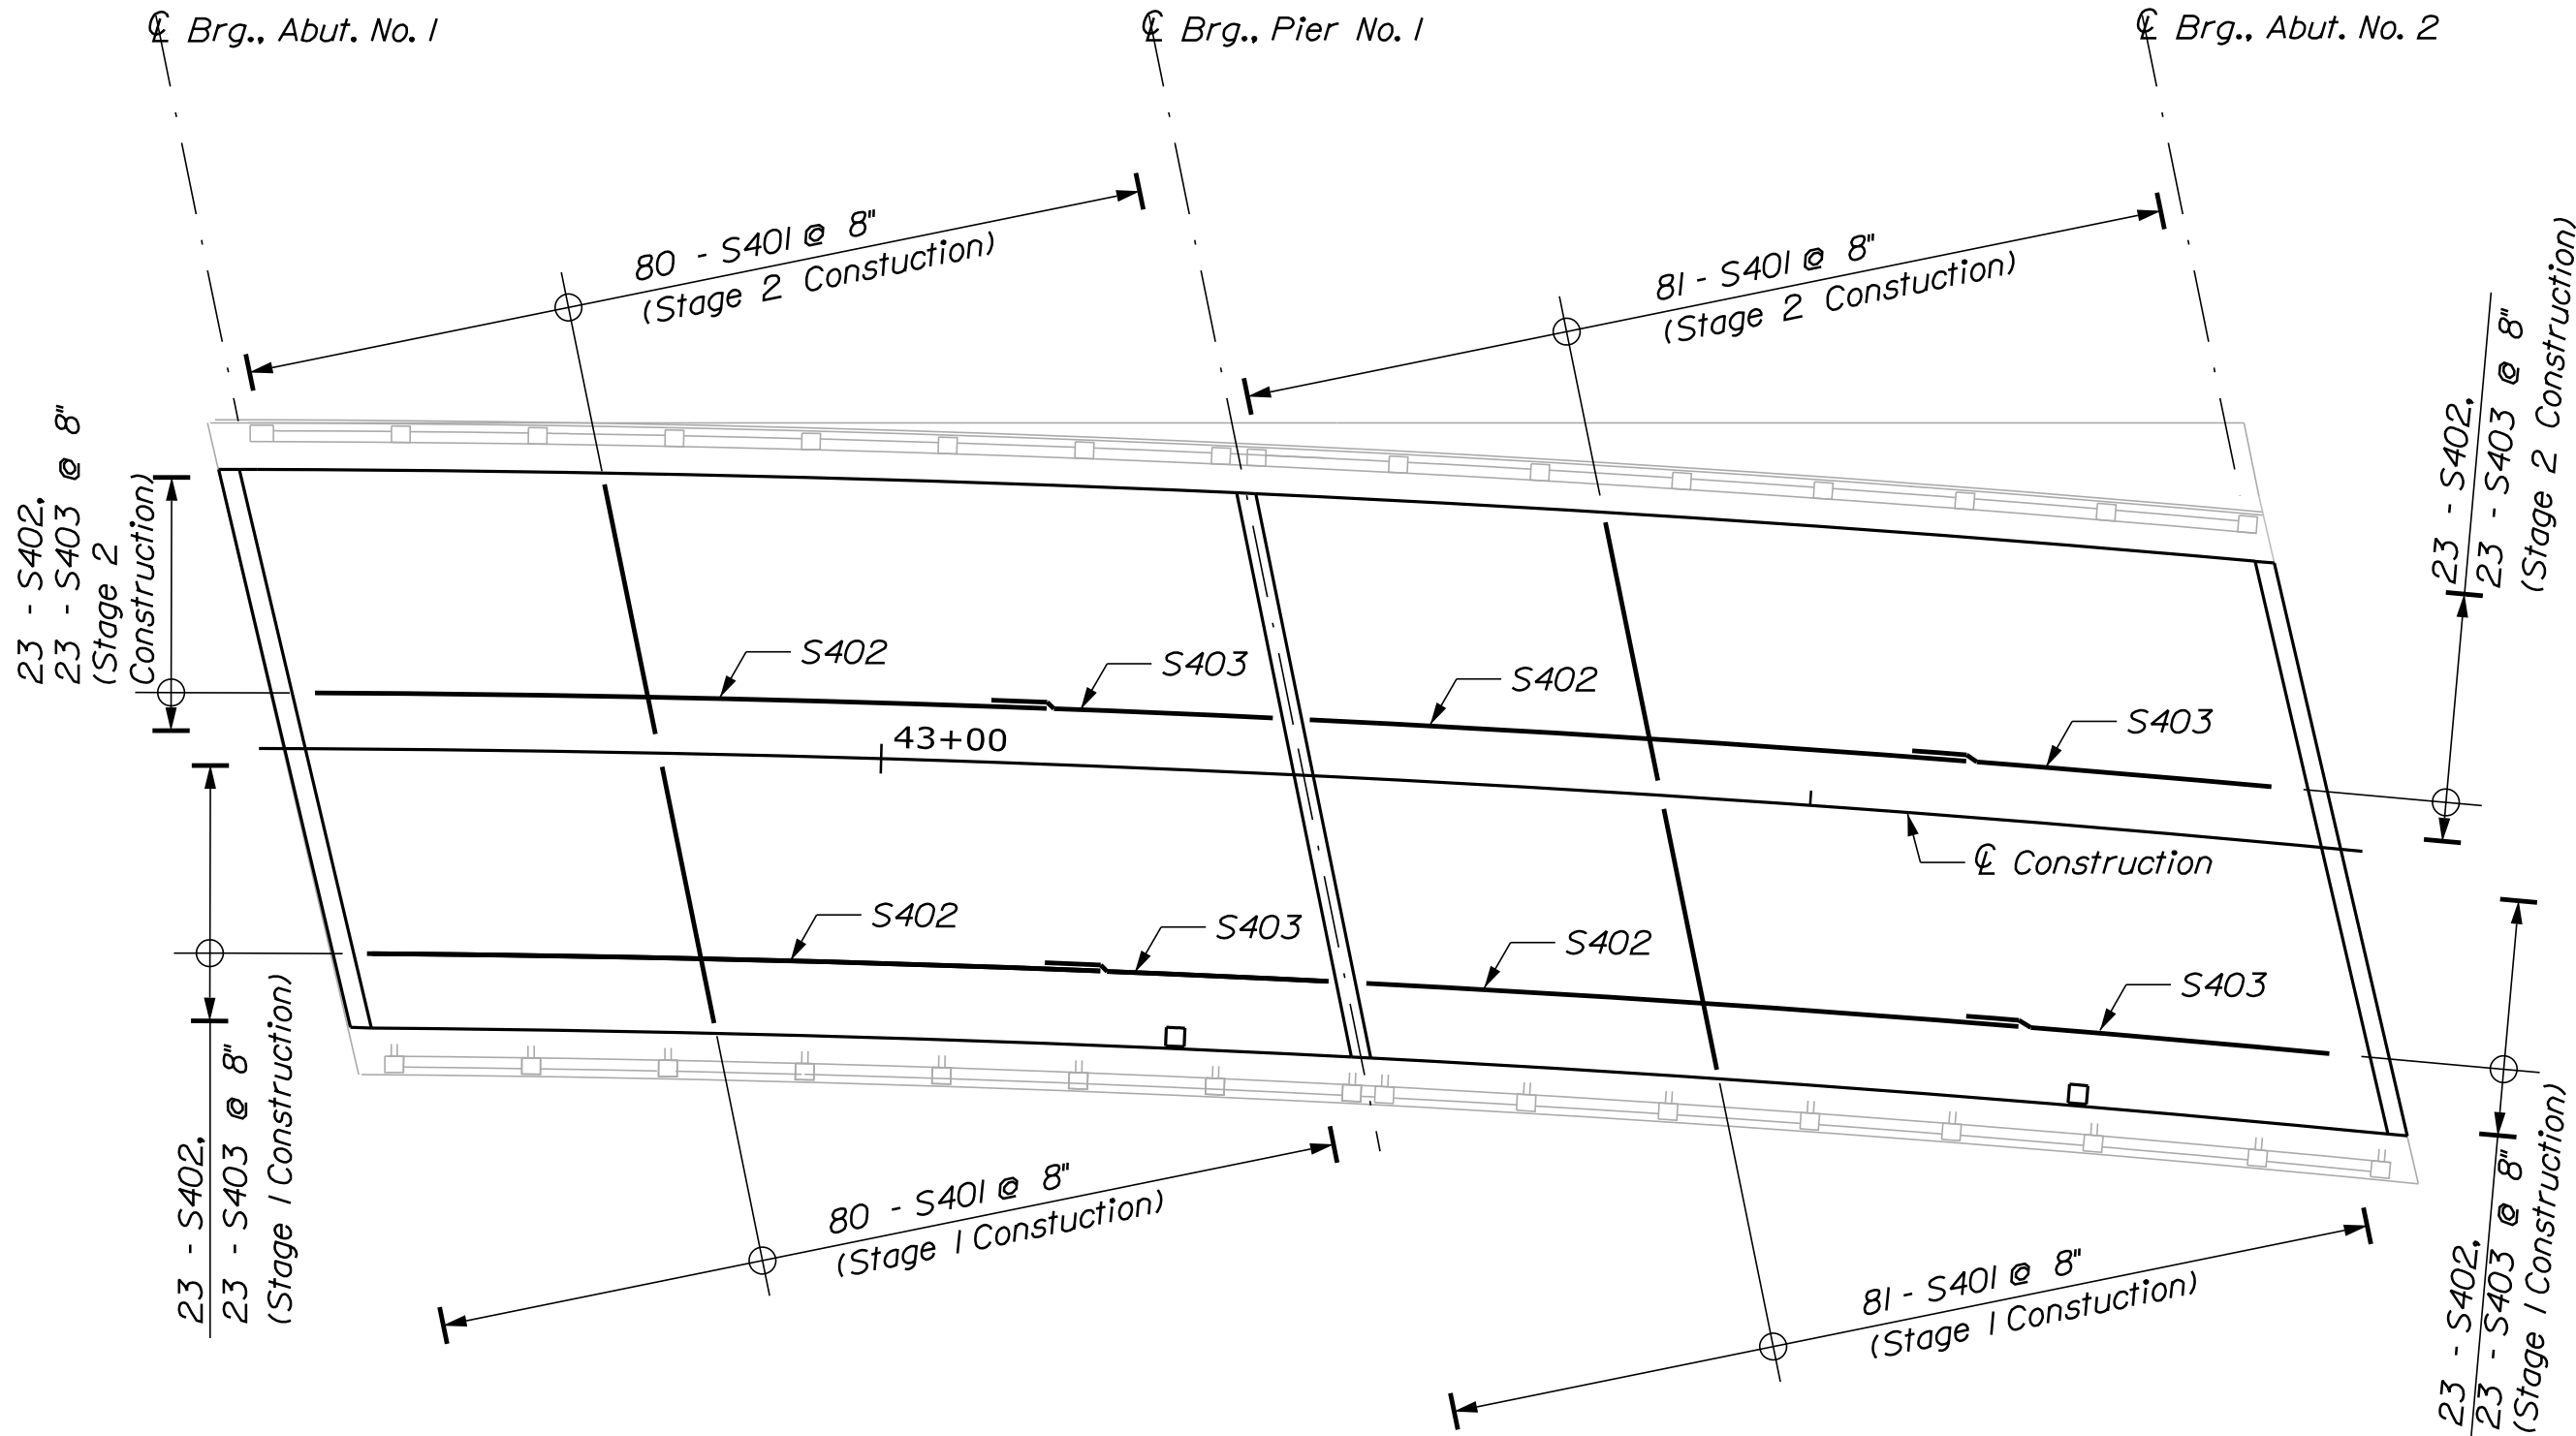 ℄ Brg., Abut. No. 1
℄ Brg., Pier No. 1
℄ Brg., Abut. No. 2
80 - S401 @ 8"
(Stage 2 Constuction)
81 - S401 @ 8"
(Stage 2 Constuction)
23 - S402,
23 - S403 @ 8"
(Stage 2
Construction)
23 - S402,
23 - S403 @ 8"
(Stage 2 Construction)
S402
S403
S402
S403
43+00
℄ Construction
S402
S403
S402
S403
23 - S402,
23 - S403 @ 8"
(Stage 1 Construction)
80 - S401 @ 8"
(Stage 1 Constuction)
81 - S401 @ 8"
(Stage 1 Constuction)
23 - S402,
23 - S403 @ 8"
(Stage 1 Construction)